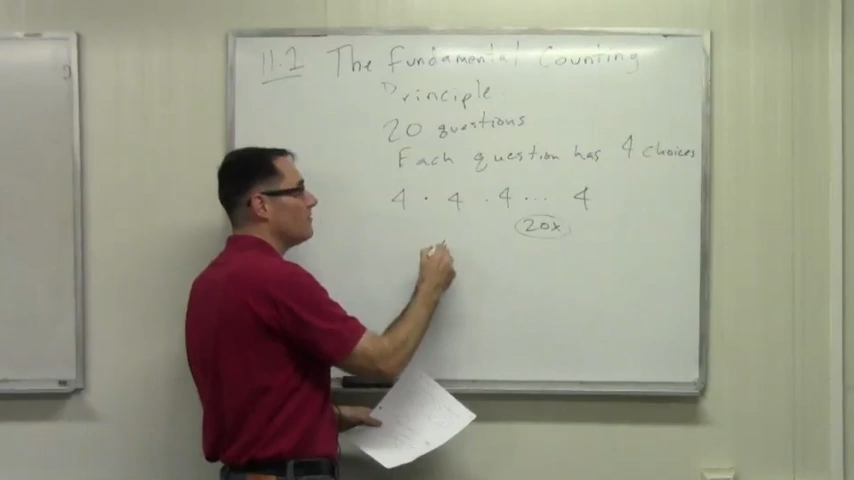 11.1 The Fundamental Counting
Principle.
20 questions
Each question has 4 choices
4 · 4 · 4 ... 4
20x